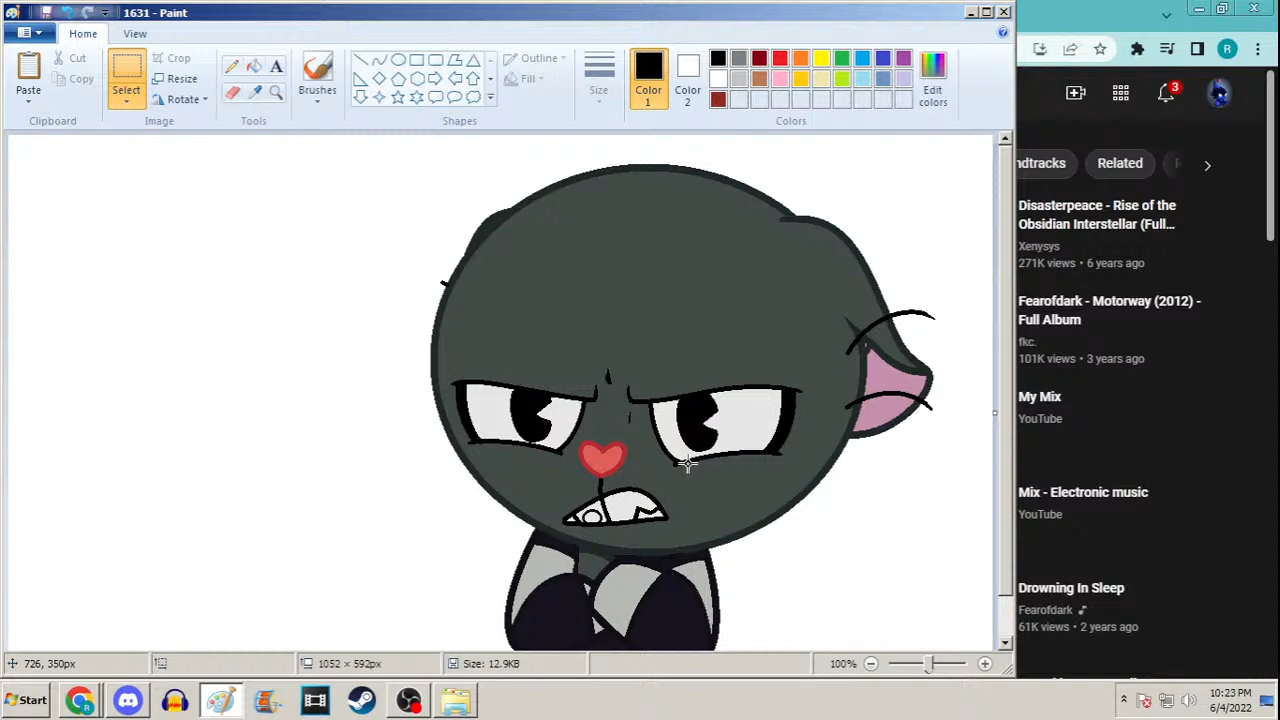 1631 - Paint
Home
View
Paste
Cut
Copy
Clipboard
Select
Crop
Resize
Rotate
Image
Tools
Brushes
Shapes
Outline
Fill
Size
Color 1
Color 2
Colors
Edit colors
R
3
ndtracks
Related
Disasterpeace - Rise of the
Obsidian Interstellar (Full...
Xenysys
271K views • 6 years ago
Fearofdark - Motorway (2012) -
Full Album
fkc.
101K views • 3 years ago
My Mix
YouTube
Mix - Electronic music
YouTube
Drowning In Sleep
Fearofdark
61K views • 2 years ago
726, 350px
1052 × 592px
Size: 12.9KB
100%
Start
10:23 PM
6/4/2022